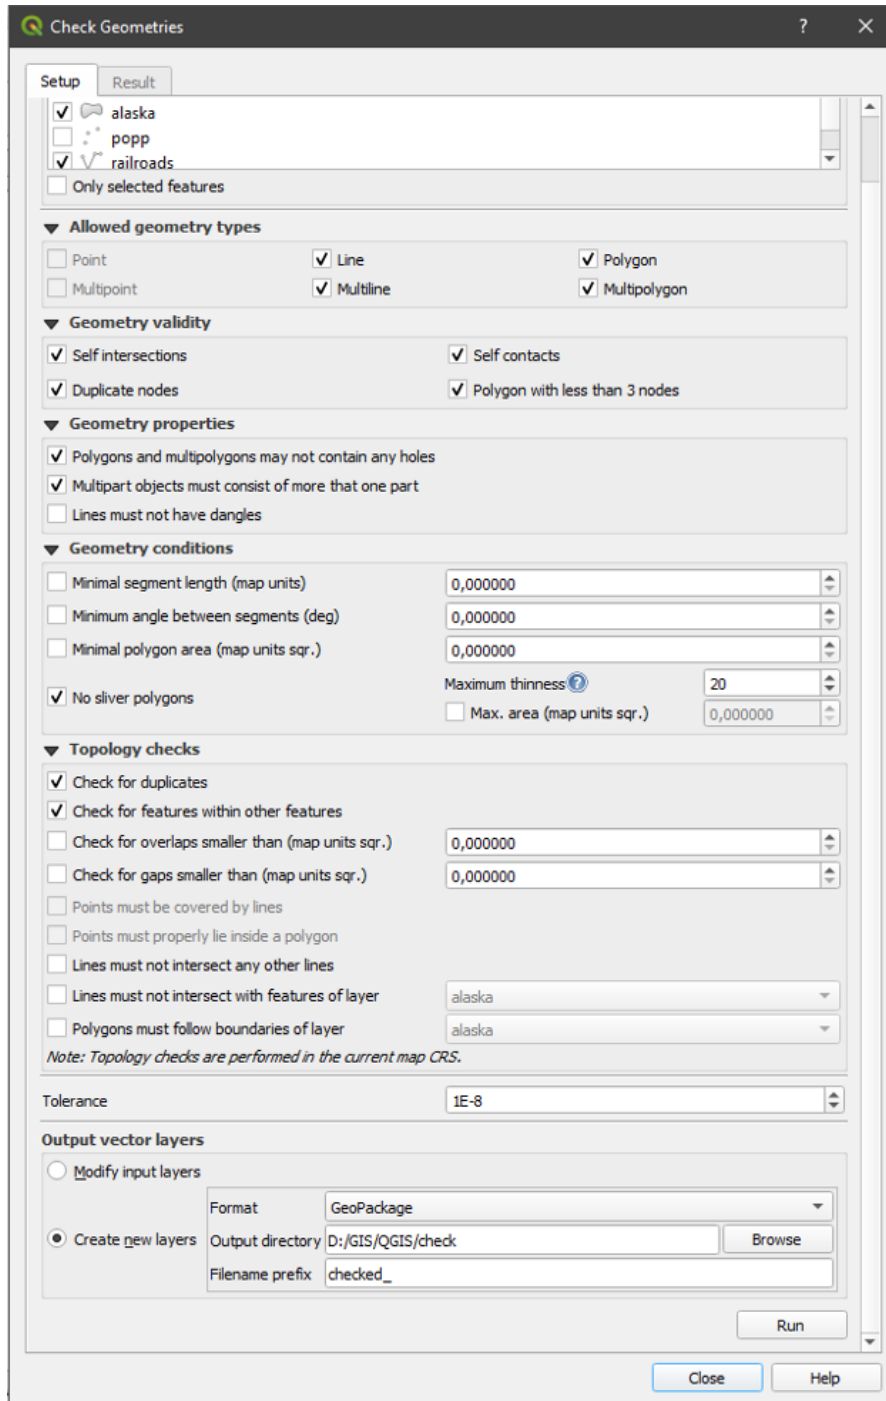 Check Geometries ? ×
Setup Result
alaska
popp
railroads
Only selected features
Allowed geometry types
Point Line Polygon
Multipoint Multiline Multipolygon
Geometry validity
Self intersections Self contacts
Duplicate nodes Polygon with less than 3 nodes
Geometry properties
Polygons and multipolygons may not contain any holes
Multipart objects must consist of more that one part
Lines must not have dangles
Geometry conditions
Minimal segment length (map units) 0,000000
Minimum angle between segments (deg) 0,000000
Minimal polygon area (map units sqr.) 0,000000
No sliver polygons Maximum thinness ? 20
Max. area (map units sqr.) 0,000000
Topology checks
Check for duplicates
Check for features within other features
Check for overlaps smaller than (map units sqr.) 0,000000
Check for gaps smaller than (map units sqr.) 0,000000
Points must be covered by lines
Points must properly lie inside a polygon
Lines must not intersect any other lines
Lines must not intersect with features of layer alaska
Polygons must follow boundaries of layer alaska
Note: Topology checks are performed in the current map CRS.
Tolerance 1E-8
Output vector layers
Modify input layers
Format GeoPackage
Create new layers Output directory D:/GIS/QGIS/check Browse
Filename prefix checked_
Run
Close Help